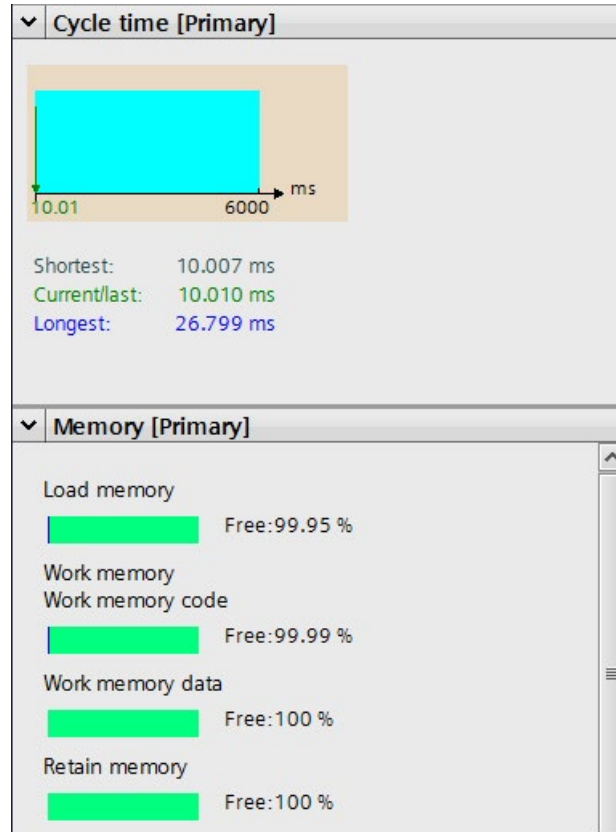 Cycle time [Primary]
ms
10.01 6000
Shortest: 10.007 ms
Current/last: 10.010 ms
Longest: 26.799 ms
Memory [Primary]
Load memory
Free:99.95 %
Work memory
Work memory code
Free:99.99 %
Work memory data
Free:100 %
Retain memory
Free:100 %